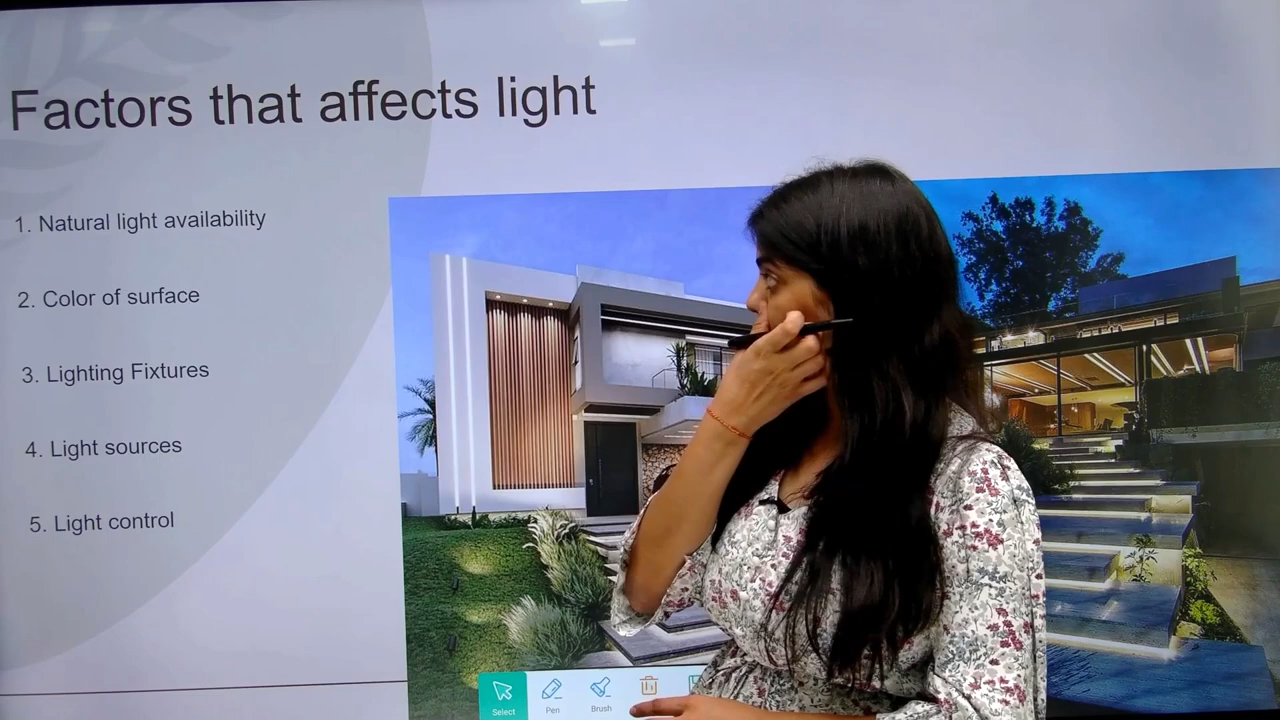 Factors that affects light
1. Natural light availability
2. Color of surface
3. Lighting Fixtures
4. Light sources
5. Light control
Select
Pen
Brush